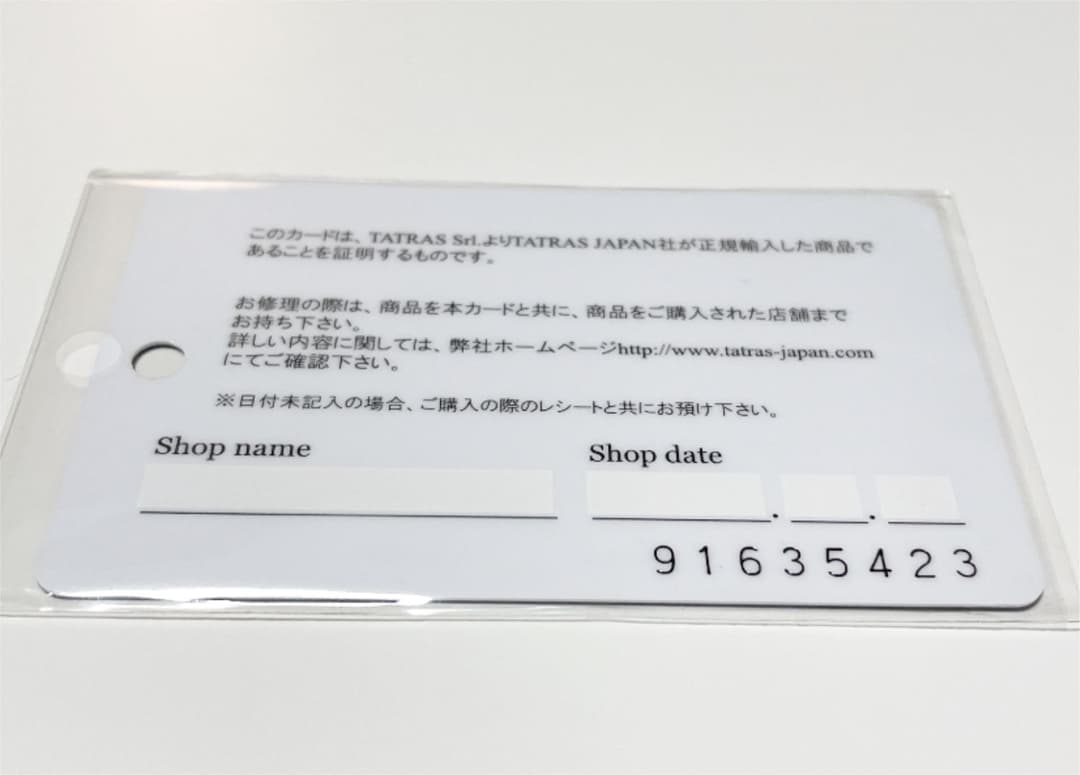 このカードは、TATRAS Srl.よりTATRAS JAPAN社が正規輸入した商品で
あることを証明するものです。
お修理の際は、商品を本カードと共に、商品をご購入された店舗まで
お持ち下さい。
詳しい内容に関しては、弊社ホームページhttp://www.tatras-japan.com
にてご確認下さい。
※日付未記入の場合、ご購入の際のレシートと共にお預け下さい。
Shop name
Shop date
. .
91635423